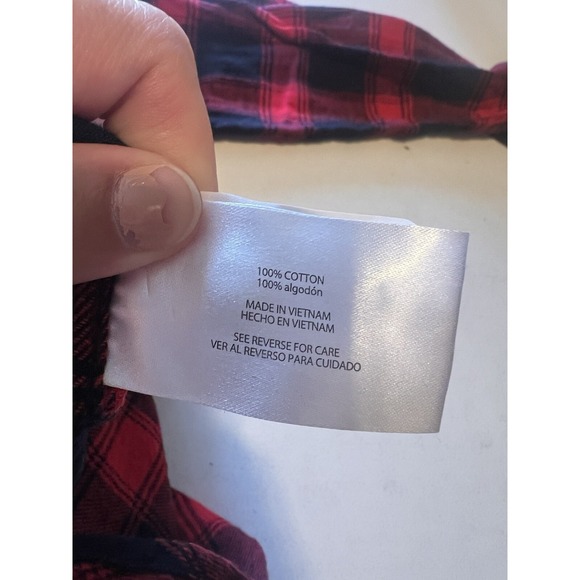 100% COTTON
100% algodón
MADE IN VIETNAM
HECHO EN VIETNAM
SEE REVERSE FOR CARE
VER AL REVERSO PARA CUIDADO